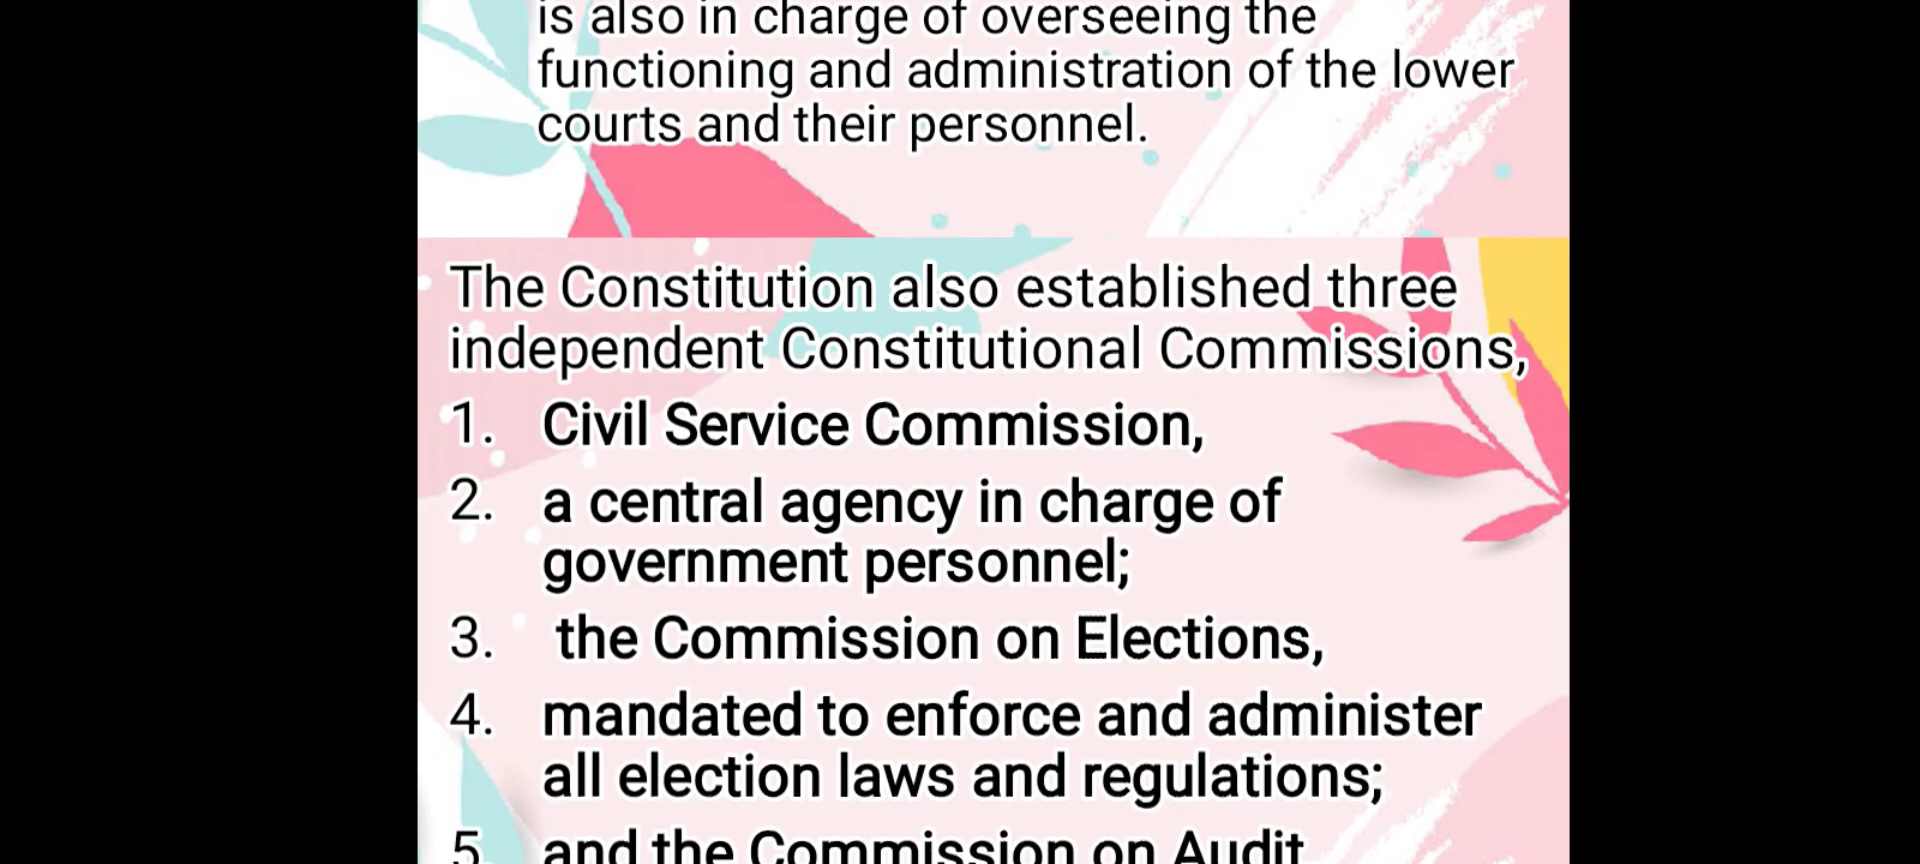 is also in charge of overseeing the
functioning and administration of the lower
courts and their personnel.
The Constitution also established three
independent Constitutional Commissions,
1. Civil Service Commission,
2. a central agency in charge of
government personnel;
3. the Commission on Elections,
4. mandated to enforce and administer
all election laws and regulations;
5. and the Commission on Audit